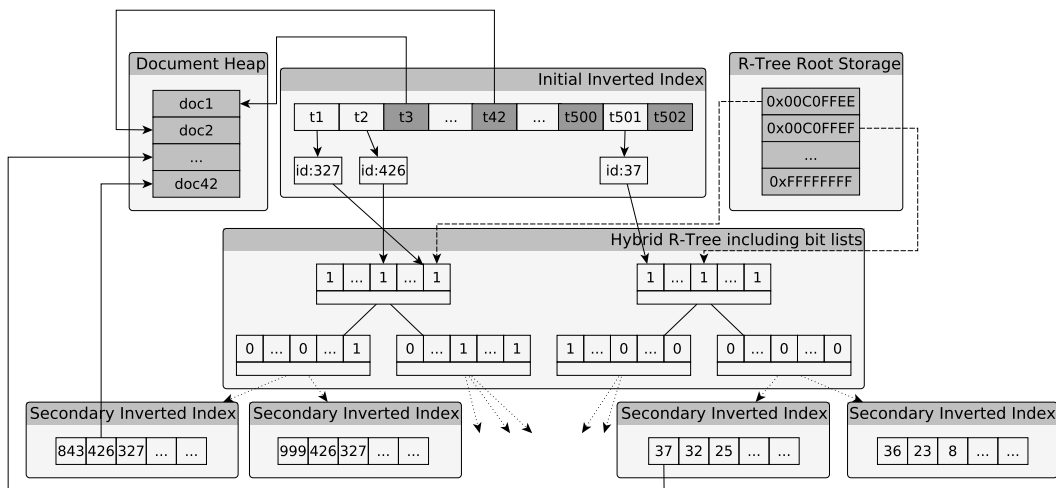 Document Heap
doc1
doc2
...
doc42
Initial Inverted Index
t1 t2 t3 ... t42 ... t500 t501 t502
id:327 id:426 id:37
R-Tree Root Storage
0x00C0FFEE
0x00C0FFEF
...
0xFFFFFFFF
Hybrid R-Tree including bit lists
1 ... 1 ... 1
1 ... 1 ... 1
0 ... 0 ... 1
0 ... 1 ... 1
1 ... 0 ... 0
0 ... 0 ... 0
Secondary Inverted Index
843 426 327 ... ...
Secondary Inverted Index
999 426 327 ... ...
Secondary Inverted Index
37 32 25 ... ...
Secondary Inverted Index
36 23 8 ... ...